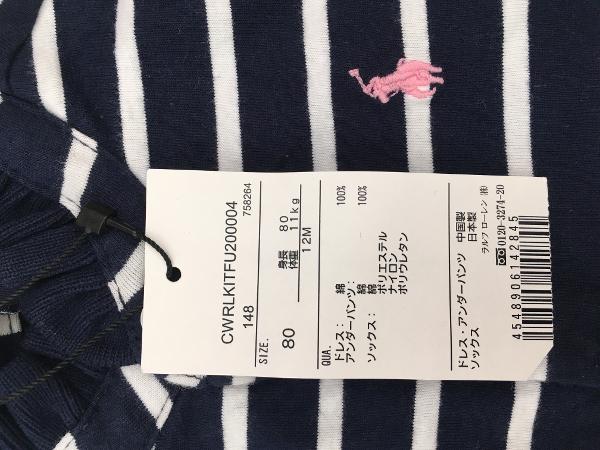 CWRLKITFU200004
758264
148
SIZE.
80
身長 80
体重 11kg
12M
QUA.
ドレス： 綿 100%
アンダーパンツ： 綿 100%
ソックス： 綿
ポリエステル
ナイロン
ポリウレタン
ドレス・アンダーパンツ 中国製
ソックス 日本製
ラルフ ローレン ㈱
0120-3274-20
4548906142845